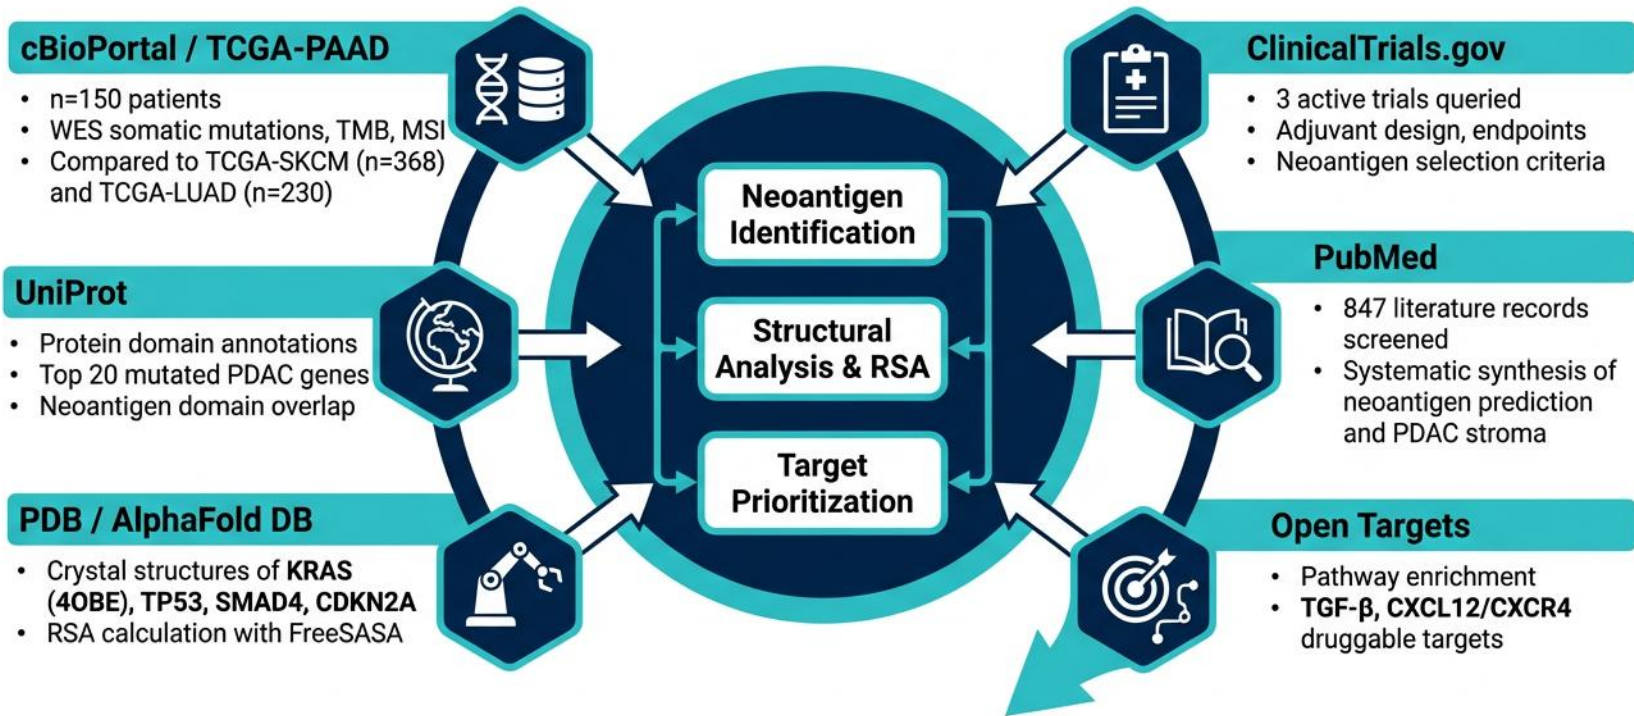 cBioPortal / TCGA-PAAD
• n=150 patients
• WES somatic mutations, TMB, MSI
• Compared to TCGA-SKCM (n=368)
and TCGA-LUAD (n=230)
UniProt
• Protein domain annotations
• Top 20 mutated PDAC genes
• Neoantigen domain overlap
PDB / AlphaFold DB
• Crystal structures of KRAS
(4OBE), TP53, SMAD4, CDKN2A
• RSA calculation with FreeSASA
Neoantigen
Identification
Structural
Analysis & RSA
Target
Prioritization
ClinicalTrials.gov
• 3 active trials queried
• Adjuvant design, endpoints
• Neoantigen selection criteria
PubMed
• 847 literature records
screened
• Systematic synthesis of
neoantigen prediction
and PDAC stroma
Open Targets
• Pathway enrichment
• TGF-β, CXCL12/CXCR4
druggable targets